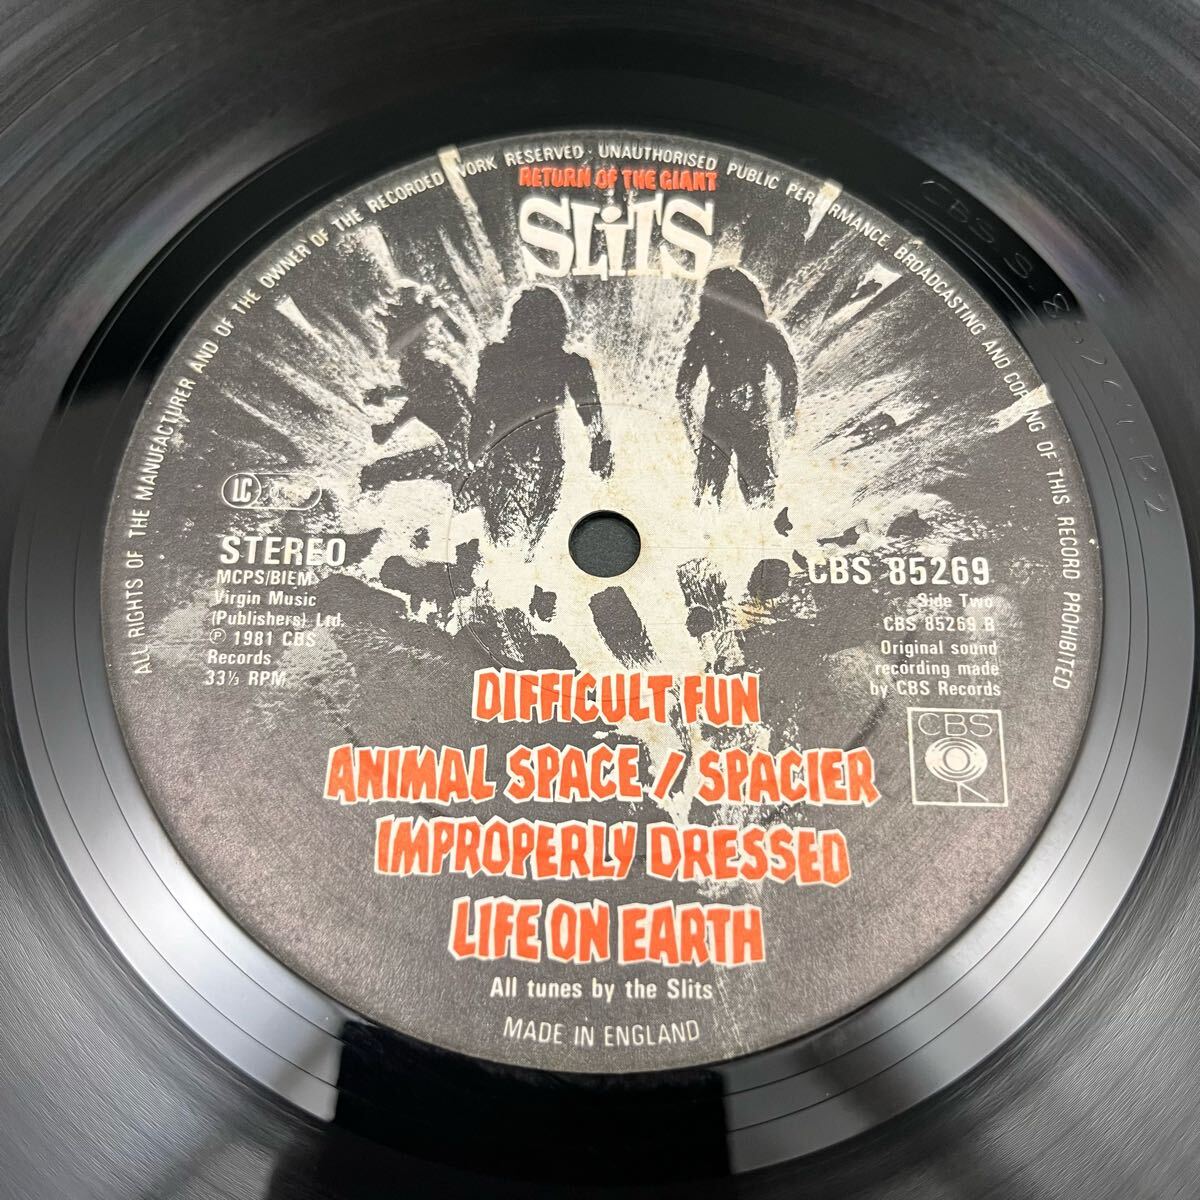 ALL RIGHTS OF THE MANUFACTURER AND OF THE OWNER OF THE RECORDED WORK RESERVED · UNAUTHORISED PUBLIC PERFORMANCE, BROADCASTING AND COPYING OF THIS RECORD PROHIBITED
RETURN OF THE GIANT
SLiTS
LC
STEREO
MCPS/BIEM
Virgin Music
(Publishers) Ltd.
℗ 1981 CBS
Records
33⅓ RPM
CBS 85269
Side Two
CBS 85269 B
Original sound
recording made
by CBS Records
CBS
DIFFICULT FUN
ANIMAL SPACE / SPACIER
IMPROPERLY DRESSED
LIFE ON EARTH
All tunes by the Slits
MADE IN ENGLAND